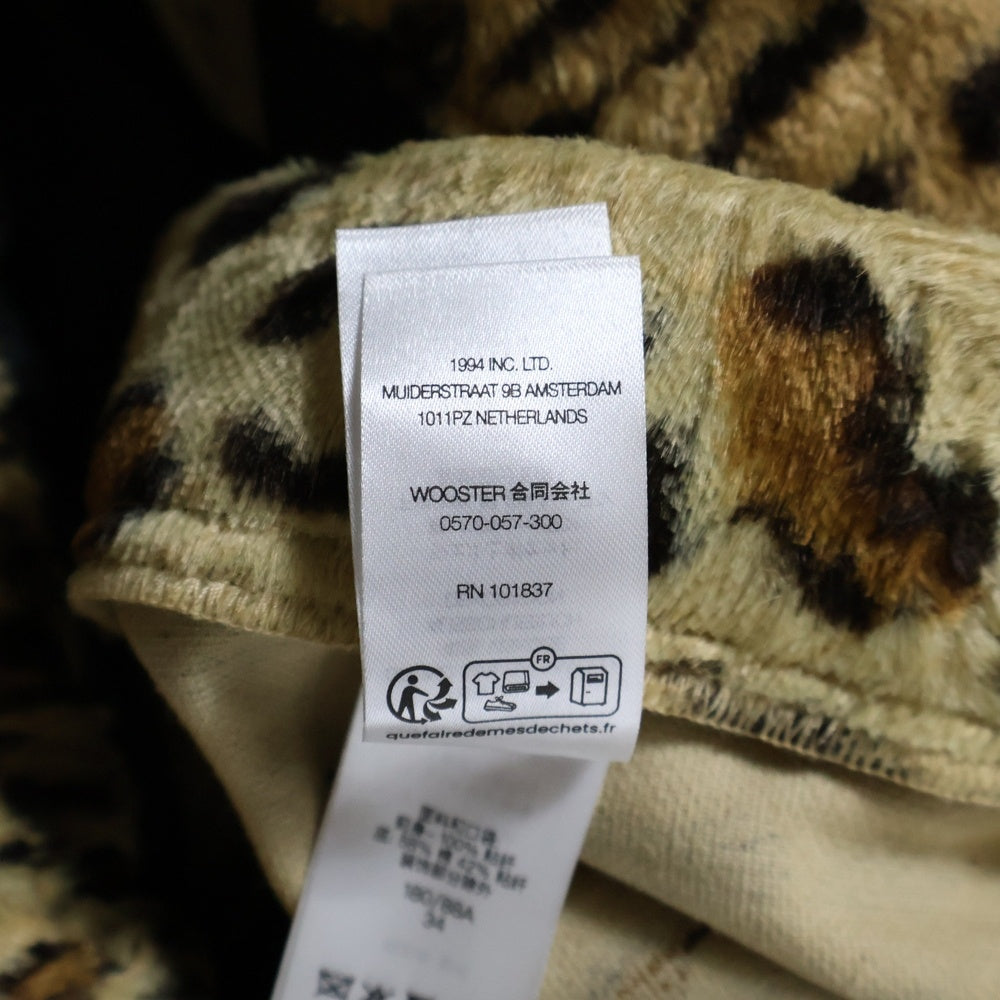 1994 INC. LTD.
MUIDERSTRAAT 9B AMSTERDAM
1011PZ NETHERLANDS
WOOSTER 合同会社
0570-057-300
RN 101837
FR
quefairedemesdechets.fr
180/88A
34